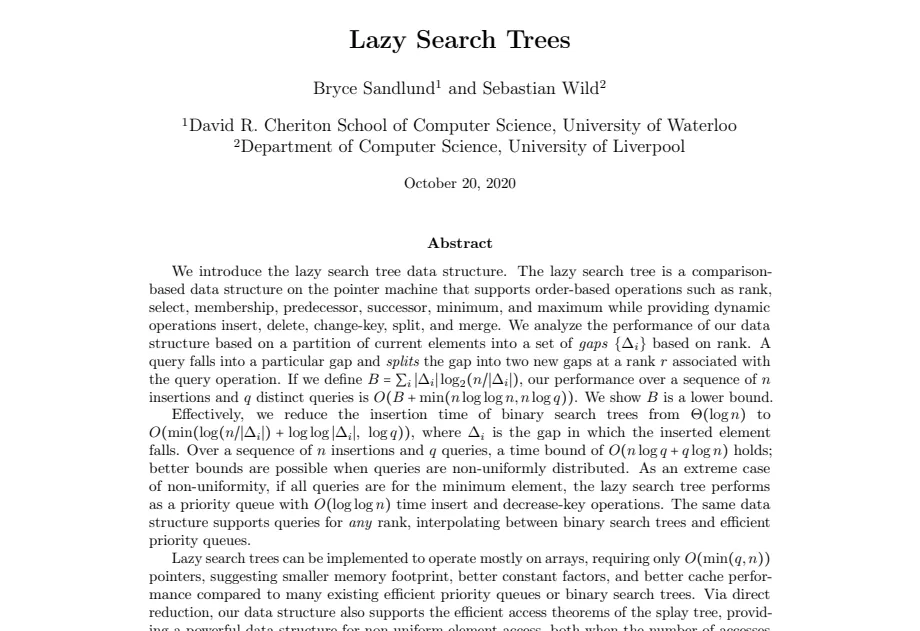 Lazy Search Trees
Bryce Sandlund¹ and Sebastian Wild²
¹David R. Cheriton School of Computer Science, University of Waterloo
²Department of Computer Science, University of Liverpool
October 20, 2020
Abstract
We introduce the lazy search tree data structure. The lazy search tree is a comparison-
based data structure on the pointer machine that supports order-based operations such as rank,
select, membership, predecessor, successor, minimum, and maximum while providing dynamic
operations insert, delete, change-key, split, and merge. We analyze the performance of our data
structure based on a partition of current elements into a set of gaps {Δᵢ} based on rank. A
query falls into a particular gap and splits the gap into two new gaps at a rank r associated with
the query operation. If we define B = ∑ᵢ |Δᵢ| log₂(n/|Δᵢ|), our performance over a sequence of n
insertions and q distinct queries is O(B + min(n log log n, n log q)). We show B is a lower bound.
Effectively, we reduce the insertion time of binary search trees from Θ(log n) to
O(min(log(n/|Δᵢ|) + log log |Δᵢ|, log q)), where Δᵢ is the gap in which the inserted element
falls. Over a sequence of n insertions and q queries, a time bound of O(n log q + q log n) holds;
better bounds are possible when queries are non-uniformly distributed. As an extreme case
of non-uniformity, if all queries are for the minimum element, the lazy search tree performs
as a priority queue with O(log log n) time insert and decrease-key operations. The same data
structure supports queries for any rank, interpolating between binary search trees and efficient
priority queues.
Lazy search trees can be implemented to operate mostly on arrays, requiring only O(min(q, n))
pointers, suggesting smaller memory footprint, better constant factors, and better cache perfor-
mance compared to many existing efficient priority queues or binary search trees. Via direct
reduction, our data structure also supports the efficient access theorems of the splay tree, provid-
ing a powerful data structure for non-uniform element access, both when the number of accesses